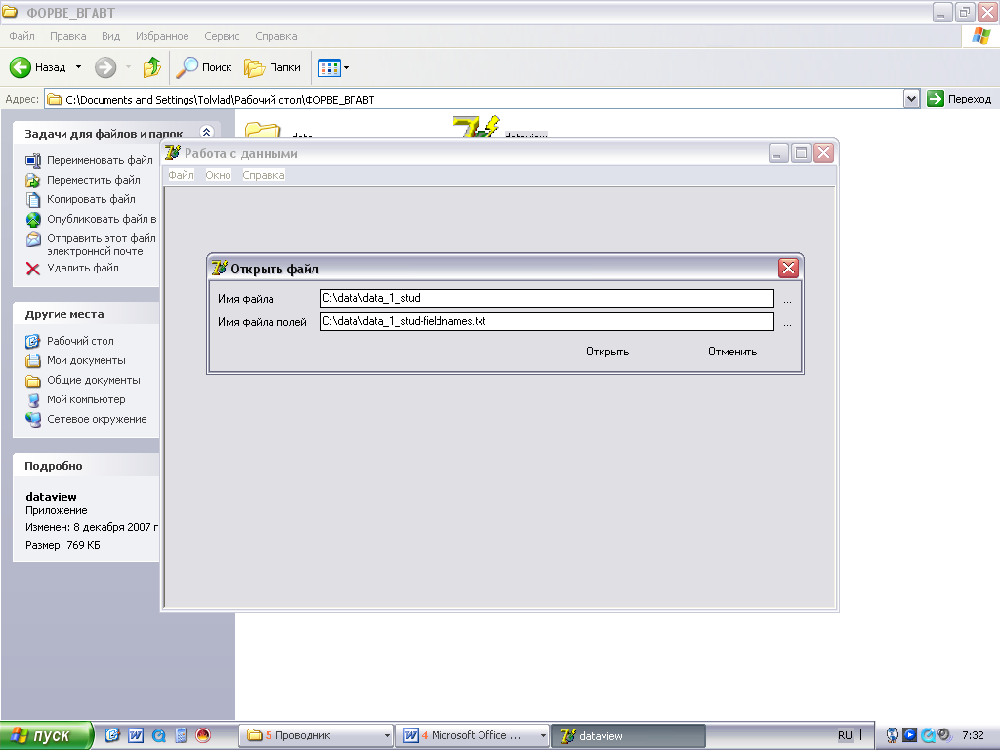 ФОРВЕ_ВГАВТ
Файл Правка Вид Избранное Сервис Справка
Назад Поиск Папки
Адрес: C:\Documents and Settings\Tolvlad\Рабочий стол\ФОРВЕ_ВГАВТ Переход
Задачи для файлов и папок
Переименовать файл
Переместить файл
Копировать файл
Опубликовать файл в
Отправить этот файл
электронной почте
Удалить файл
Другие места
Рабочий стол
Мои документы
Общие документы
Мой компьютер
Сетевое окружение
Подробно
dataview
Приложение
Изменен: 8 декабря 2007 г
Размер: 769 КБ
data dataview
Работа с данными
Файл Окно Справка
Открыть файл
Имя файла C:\data\data_1_stud ...
Имя файла полей C:\data\data_1_stud-fieldnames.txt ...
Открыть Отменить
пуск 5 Проводник 4 Microsoft Office ... dataview RU 7:32